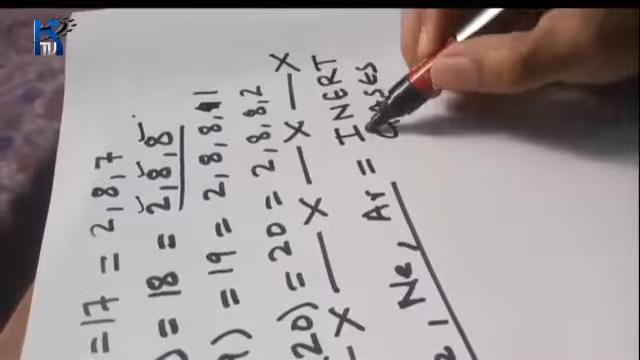 KTU
= 17 = 2,8,7
) = 18 = 2,8,8
) = 19 = 2,8,8,1
20) = 20 = 2,8,8,2
X — X — X — X
, Ne, Ar = INERT
GASES